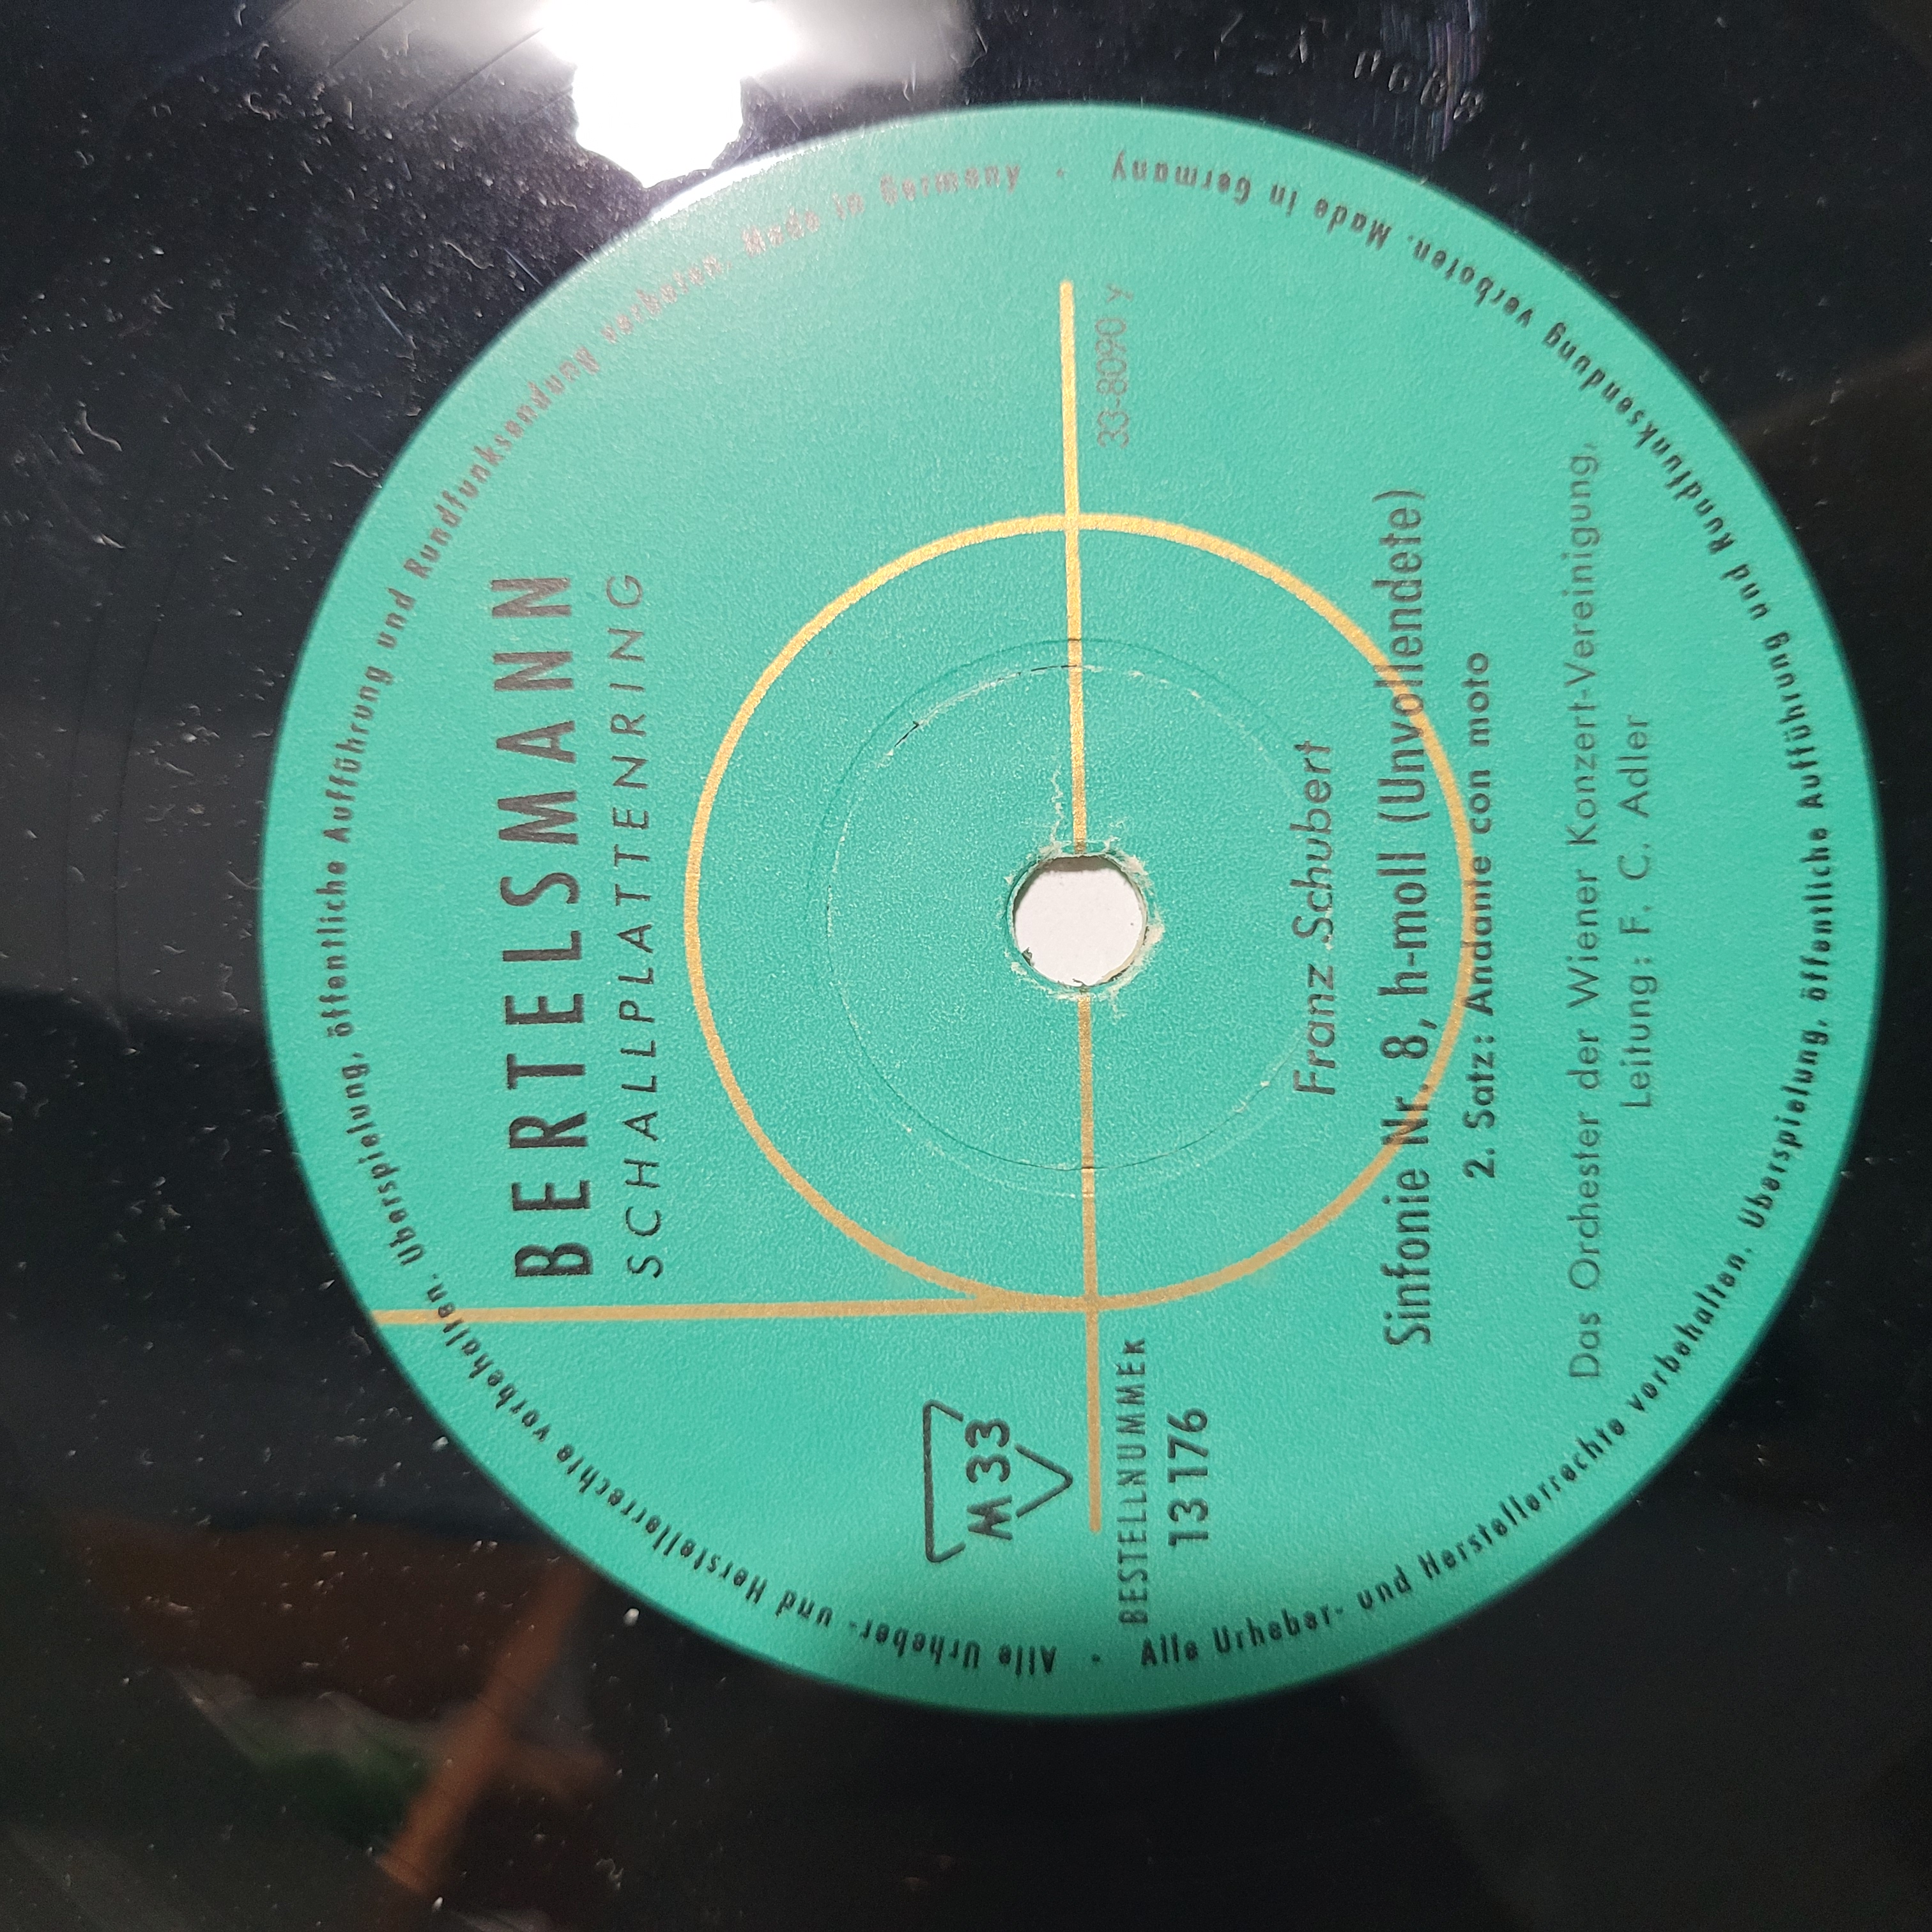 BERTELSMANN
SCHALLPLATTENRING
M 33
33-8090 y
BESTELLNUMMER
13 176
Franz Schubert
Sinfonie Nr. 8, h-moll (Unvollendete)
2. Satz: Andante con moto
Das Orchester der Wiener Konzert-Vereinigung,
Leitung: F. C. Adler
Alle Urheber- und Herstellerrechte vorbehalten. Überspielung, öffentliche Aufführung und Rundfunksendung verboten. Made in Germany ·
Alle Urheber- und Herstellerrechte vorbehalten. Überspielung, öffentliche Aufführung und Rundfunksendung verboten. Made in Germany ·